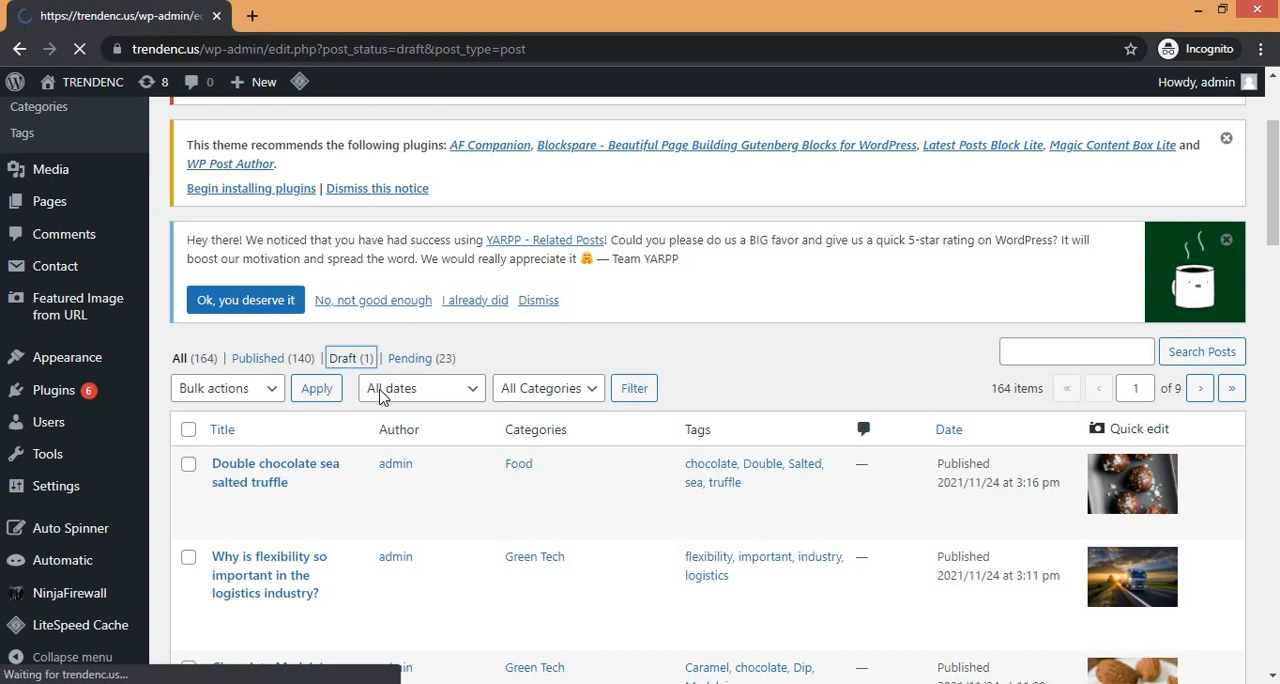 https://trendenc.us/wp-admin/ec
trendenc.us/wp-admin/edit.php?post_status=draft&post_type=post
Incognito
TRENDENC
8
0
New
Howdy, admin
Categories
Tags
Media
Pages
Comments
Contact
Featured Image
from URL
Appearance
Plugins 6
Users
Tools
Settings
Auto Spinner
Automatic
NinjaFirewall
LiteSpeed Cache
Collapse menu
Waiting for trendenc.us...
This theme recommends the following plugins: AF Companion, Blockspare - Beautiful Page Building Gutenberg Blocks for WordPress, Latest Posts Block Lite, Magic Content Box Lite and
WP Post Author.
Begin installing plugins | Dismiss this notice
Hey there! We noticed that you have had success using YARPP - Related Posts! Could you please do us a BIG favor and give us a quick 5-star rating on WordPress? It will
boost our motivation and spread the word. We would really appreciate it 🤗 — Team YARPP
Ok, you deserve it No, not good enough I already did Dismiss
All (164) | Published (140) | Draft (1) | Pending (23)
Search Posts
Bulk actions Apply All dates All Categories Filter
164 items « ‹ 1 of 9 › »
Title Author Categories Tags Date Quick edit
Double chocolate sea
salted truffle
admin
Food
chocolate, Double, Salted,
sea, truffle
—
Published
2021/11/24 at 3:16 pm
Why is flexibility so
important in the
logistics industry?
admin
Green Tech
flexibility, important, industry,
logistics
—
Published
2021/11/24 at 3:11 pm
Green Tech
Caramel, chocolate, Dip,
—
Published